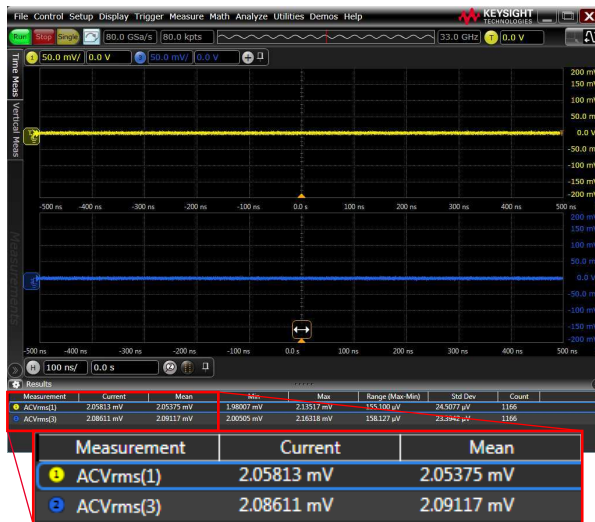 File Control Setup Display Trigger Measure Math Analyze Utilities Demos Help
KEYSIGHT
TECHNOLOGIES
Run Stop Single 80.0 GSa/s 80.0 kpts 33.0 GHz T 0.0 V
1 50.0 mV/ 0.0 V 50.0 mV/ 0.0 V
Time Meas
Vertical Meas
Measurements
200 mV
150 mV
100 mV
50.0 m
0.0 V
-50.0 m
-100 mV
-150 mV
-200 mV
-500 ns -400 ns -300 ns -200 ns -100 ns 0.0 s 100 ns 200 ns 300 ns 400 ns 500 ns
200 mV
150 mV
100 mV
50.0 m
0.0 V
-50.0 m
-100 mV
-150 mV
-200 mV
-500 ns -400 ns -300 ns -200 ns -100 ns 0.0 s 100 ns 200 ns 300 ns 400 ns 500 ns
H 100 ns/ 0.0 s
Results
Measurement Current Mean Min Max Range (Max-Min) Std Dev Count
ACVrms(1) 2.05813 mV 2.05375 mV 1.98007 mV 2.13517 mV 155.100 µV 24.5077 µV 1166
ACVrms(3) 2.08611 mV 2.09117 mV 2.00505 mV 2.16318 mV 158.127 µV 23.3942 µV 1166
Measurement Current Mean
1 ACVrms(1) 2.05813 mV 2.05375 mV
2 ACVrms(3) 2.08611 mV 2.09117 mV